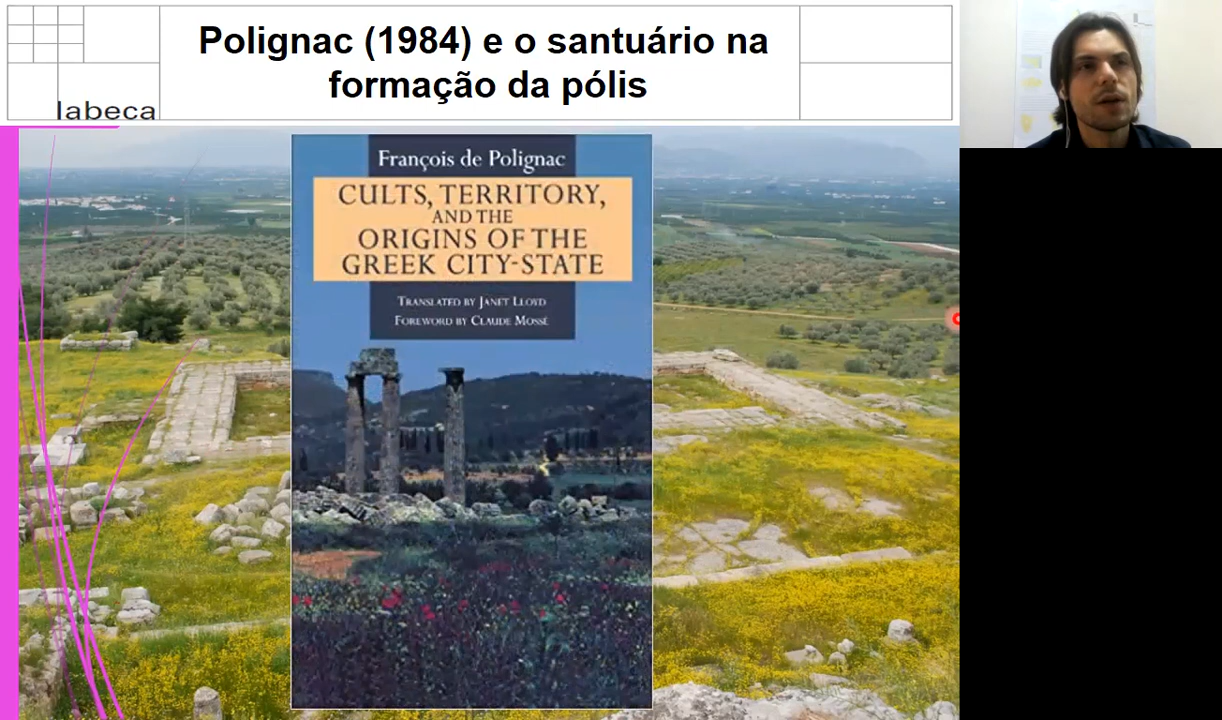 Polignac (1984) e o santuário na
formação da pólis
labeca
François de Polignac
CULTS, TERRITORY,
AND THE
ORIGINS OF THE
GREEK CITY-STATE
TRANSLATED BY JANET LLOYD
FOREWORD BY CLAUDE MOSSÉ